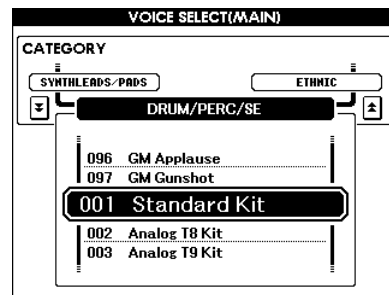 VOICE SELECT(MAIN)
CATEGORY
SYNTHLEADS/PADS ETHNIC
DRUM/PERC/SE
096 GM Applause
097 GM Gunshot
001 Standard Kit
002 Analog T8 Kit
003 Analog T9 Kit